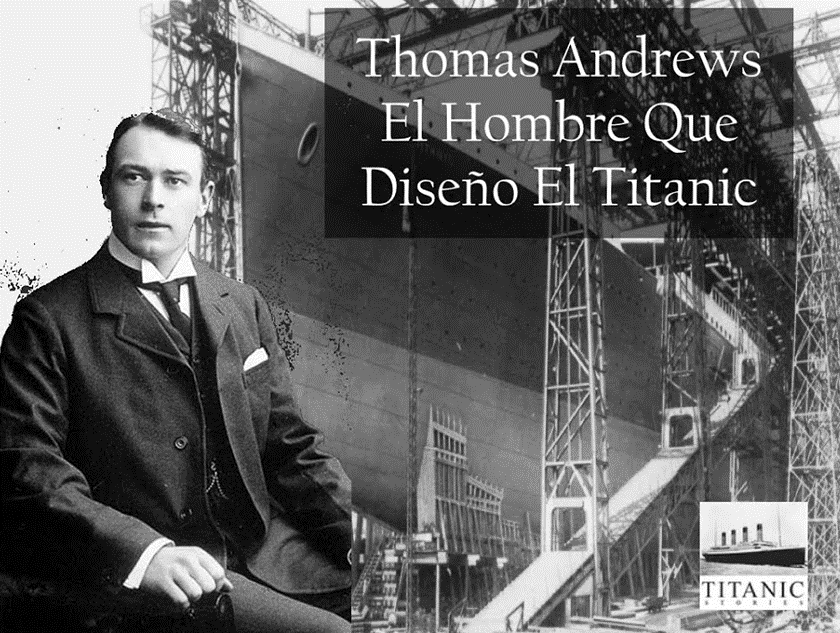 Thomas Andrews
El Hombre Que
Diseño El Titanic
TITANIC
STORIES